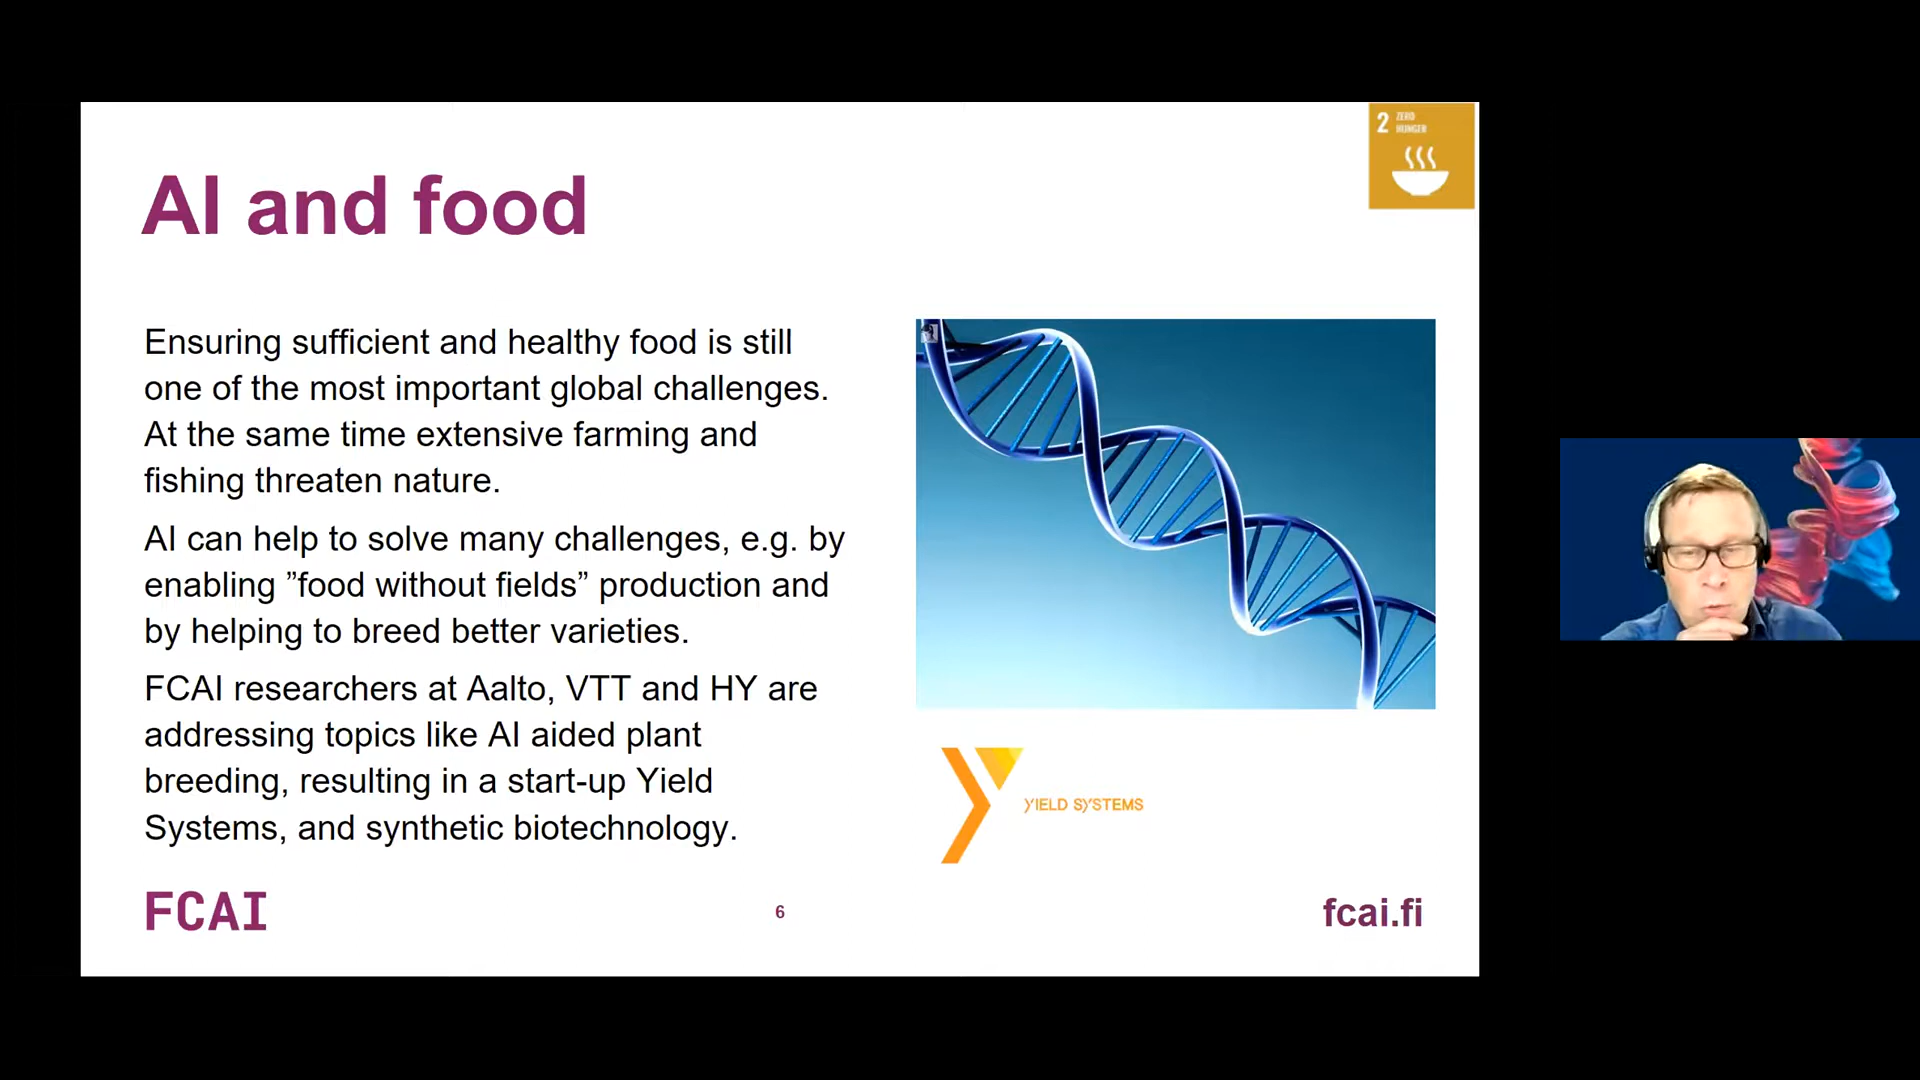 2 ZERO
HUNGER
AI and food
Ensuring sufficient and healthy food is still
one of the most important global challenges.
At the same time extensive farming and
fishing threaten nature.
AI can help to solve many challenges, e.g. by
enabling ”food without fields” production and
by helping to breed better varieties.
FCAI researchers at Aalto, VTT and HY are
addressing topics like AI aided plant
breeding, resulting in a start-up Yield
Systems, and synthetic biotechnology.
YIELD SYSTEMS
FCAI
6
fcai.fi